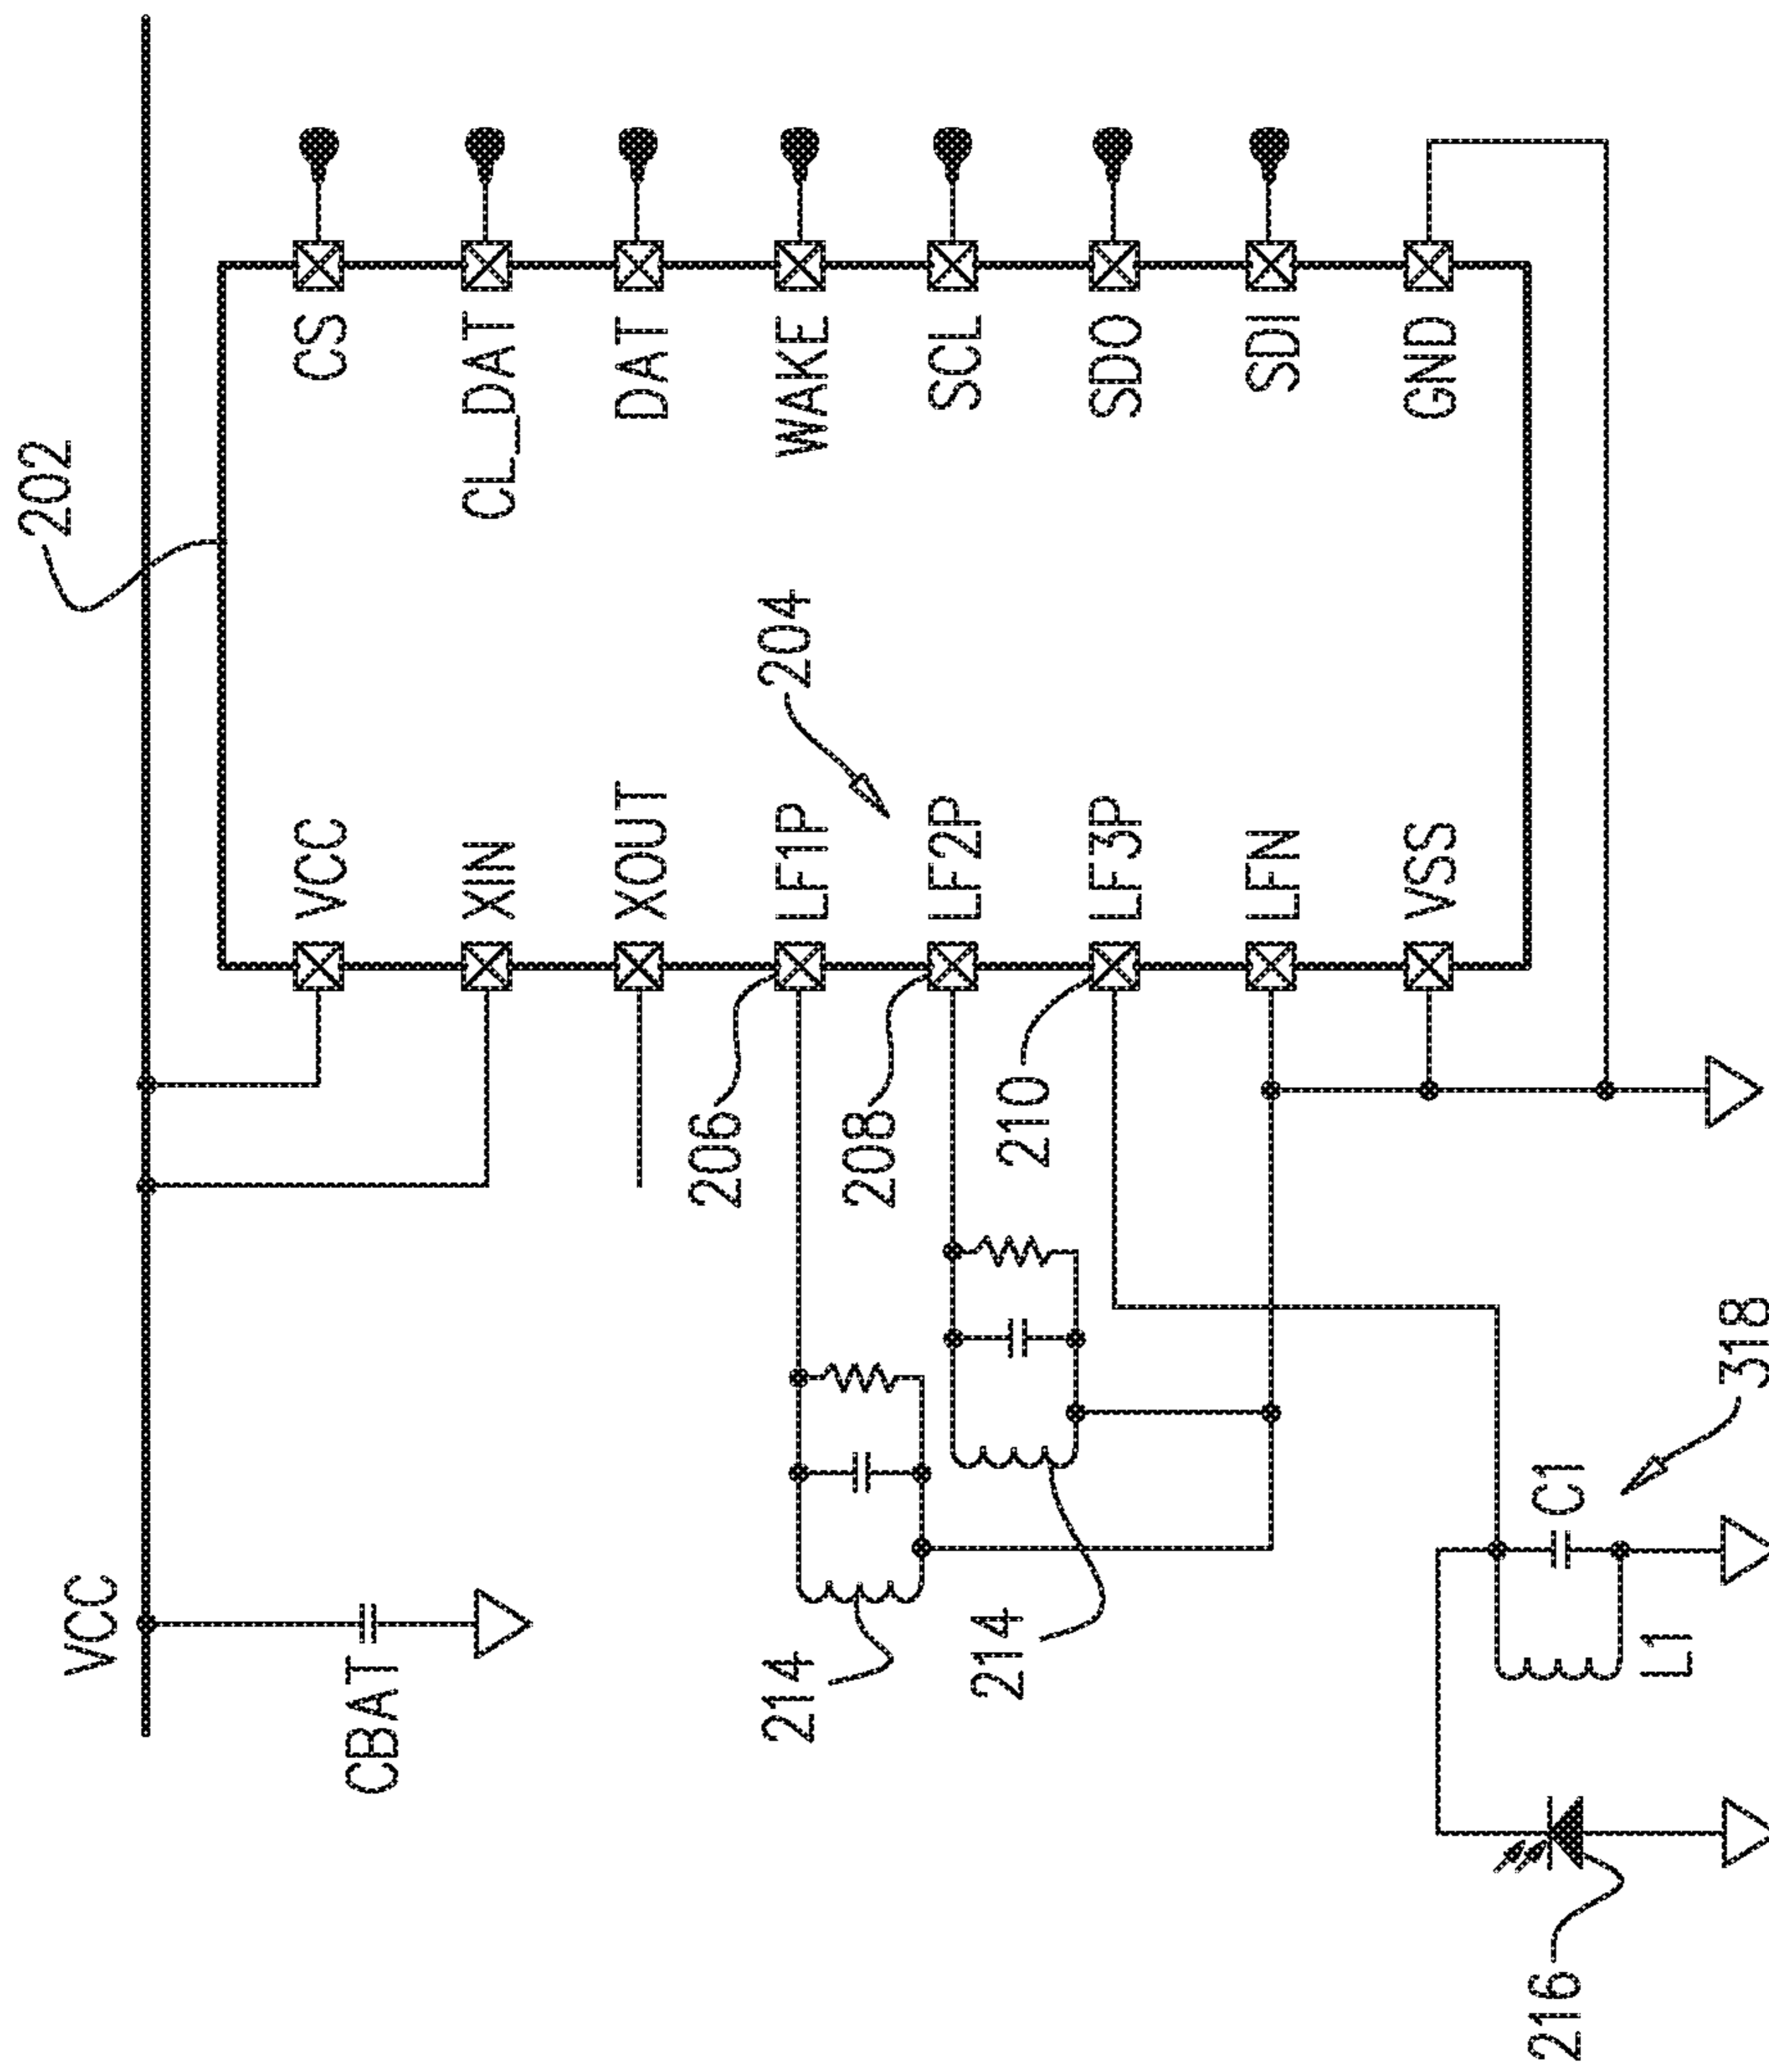 202
VCC
CBAT
VCC
XIN
XOUT
LF1P
LF2P
LF3P
LFN
VSS
CS
CL_DAT
DAT
WAKE
SCL
SDO
SDI
GND
204
206
208
210
214
214
216
L1
C1
318